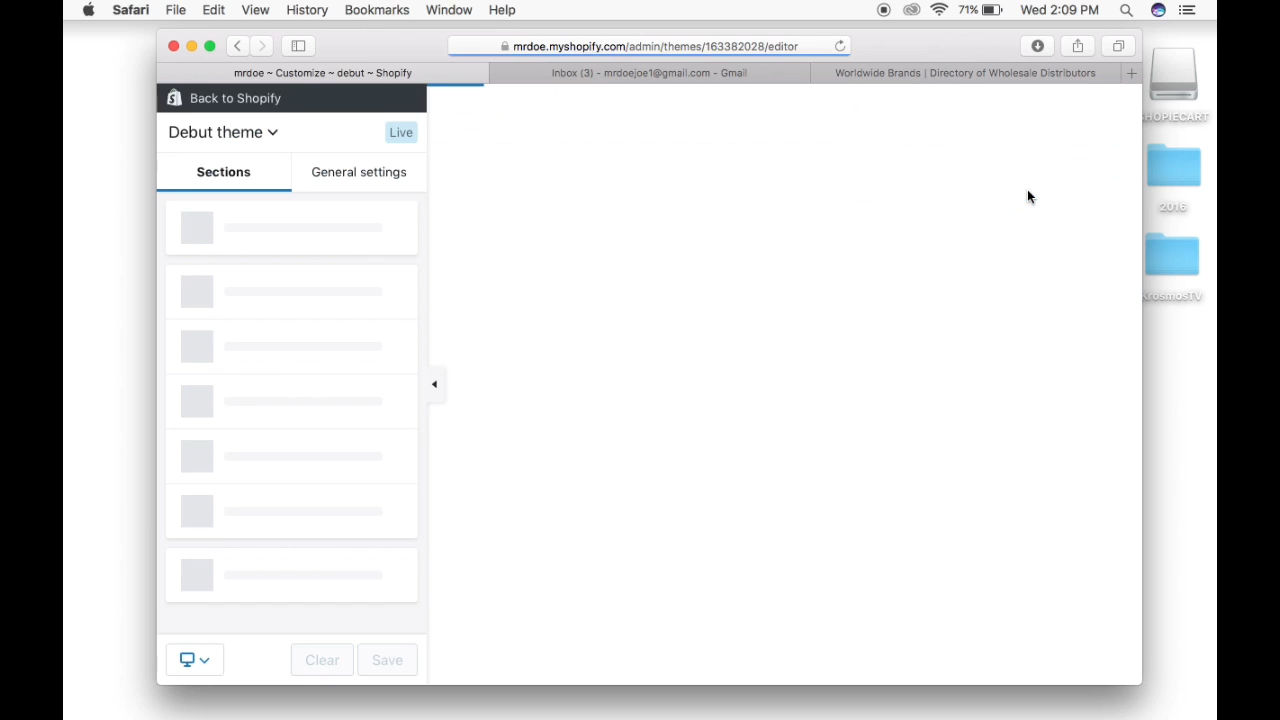 Safari File Edit View History Bookmarks Window Help 71% Wed 2:09 PM
mrdoe.myshopify.com/admin/themes/163382028/editor
mrdoe ~ Customize ~ debut ~ Shopify Inbox (3) - mrdoejoe1@gmail.com - Gmail Worldwide Brands | Directory of Wholesale Distributors
Back to Shopify
Debut theme Live
Sections General settings
Clear Save
2016